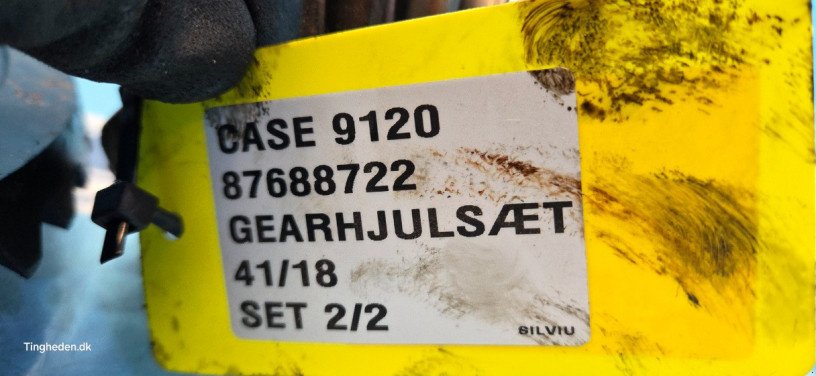 CASE 9120
87688722
GEARHJULSÆT
41/18
SET 2/2
SILVIU
Tingheden.dk